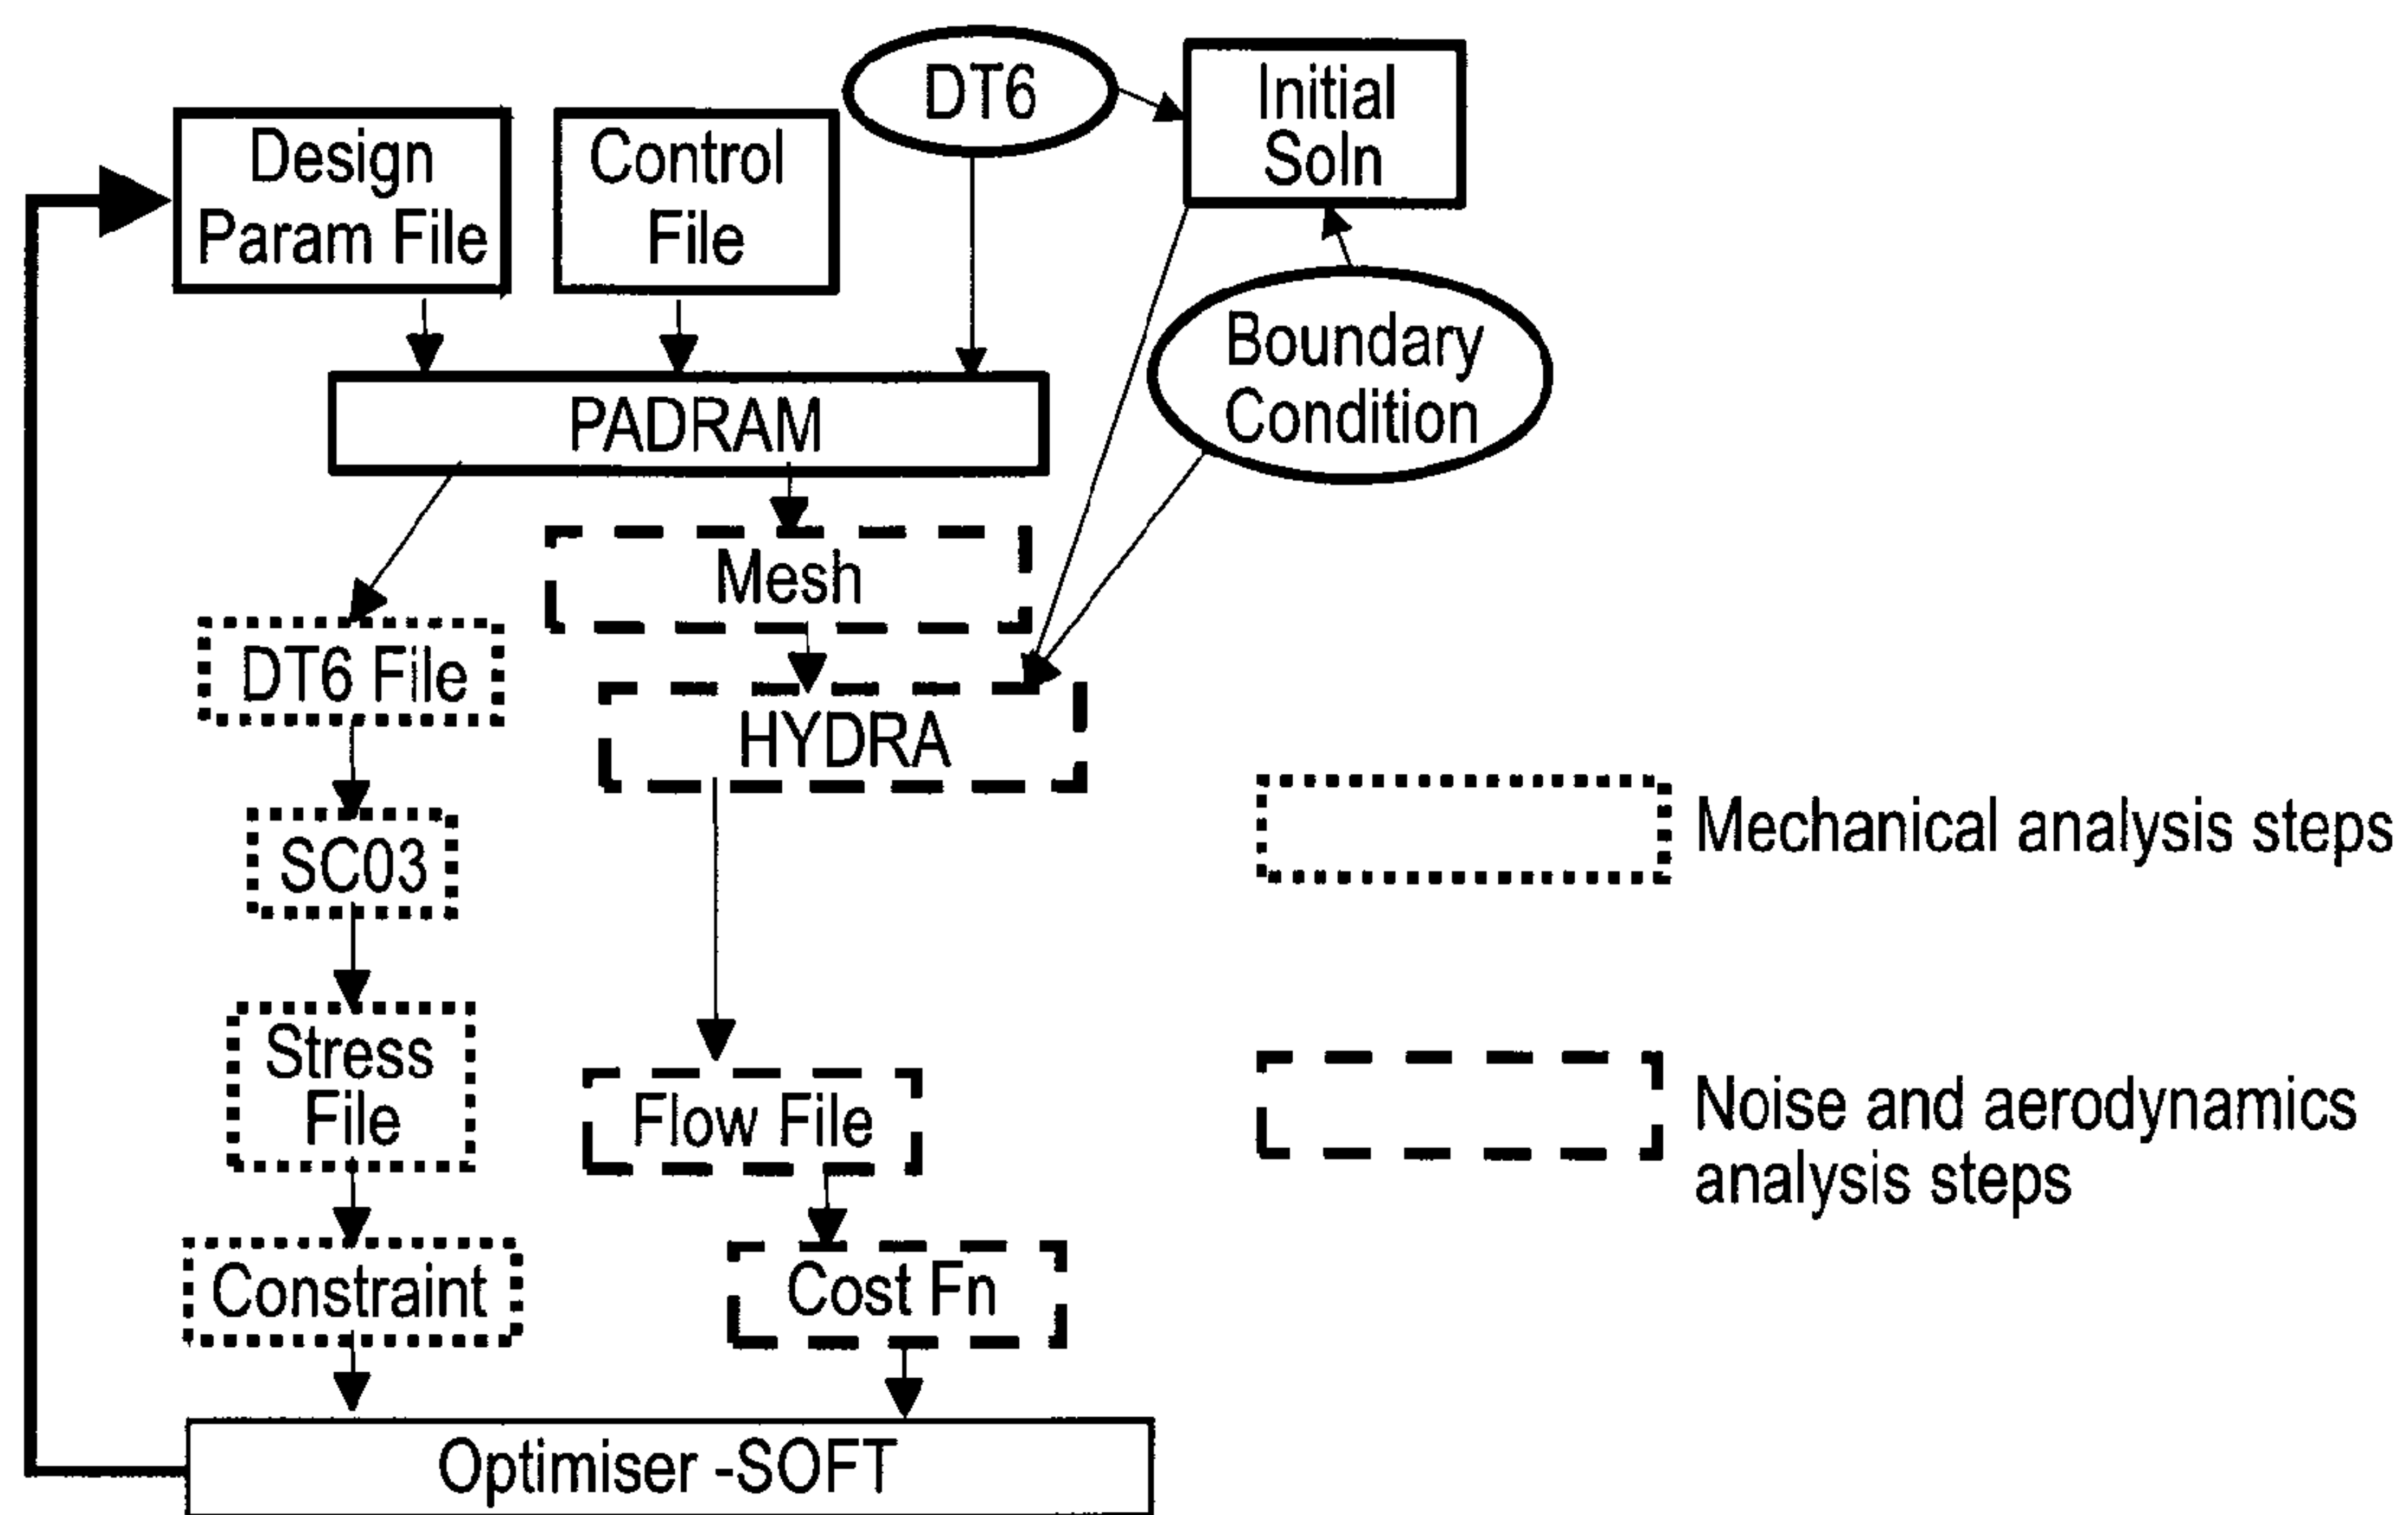 DT6
Initial
Soln
Design
Param File
Control
File
Boundary
Condition
PADRAM
Mesh
DT6 File
HYDRA
SC03
Mechanical analysis steps
Stress
File
Flow File
Noise and aerodynamics
analysis steps
Constraint
Cost Fn
Optimiser -SOFT